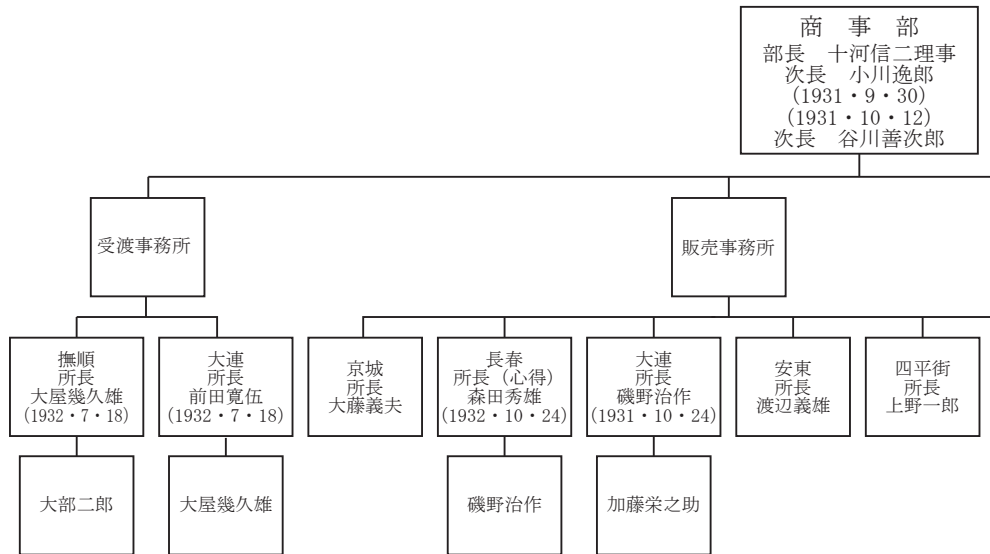 商　事　部
部長　十河信二理事
次長　小川逸郎
(1931・9・30)
(1931・10・12)
次長　谷川善次郎
受渡事務所
販売事務所
撫順
所長
大屋幾久雄
(1932・7・18)
大連
所長
前田寛伍
(1932・7・18)
京城
所長
大藤義夫
長春
所長（心得）
森田秀雄
(1932・10・24)
大連
所長
磯野治作
(1931・10・24)
安東
所長
渡辺義雄
四平街
所長
上野一郎
大部二郎
大屋幾久雄
磯野治作
加藤栄之助